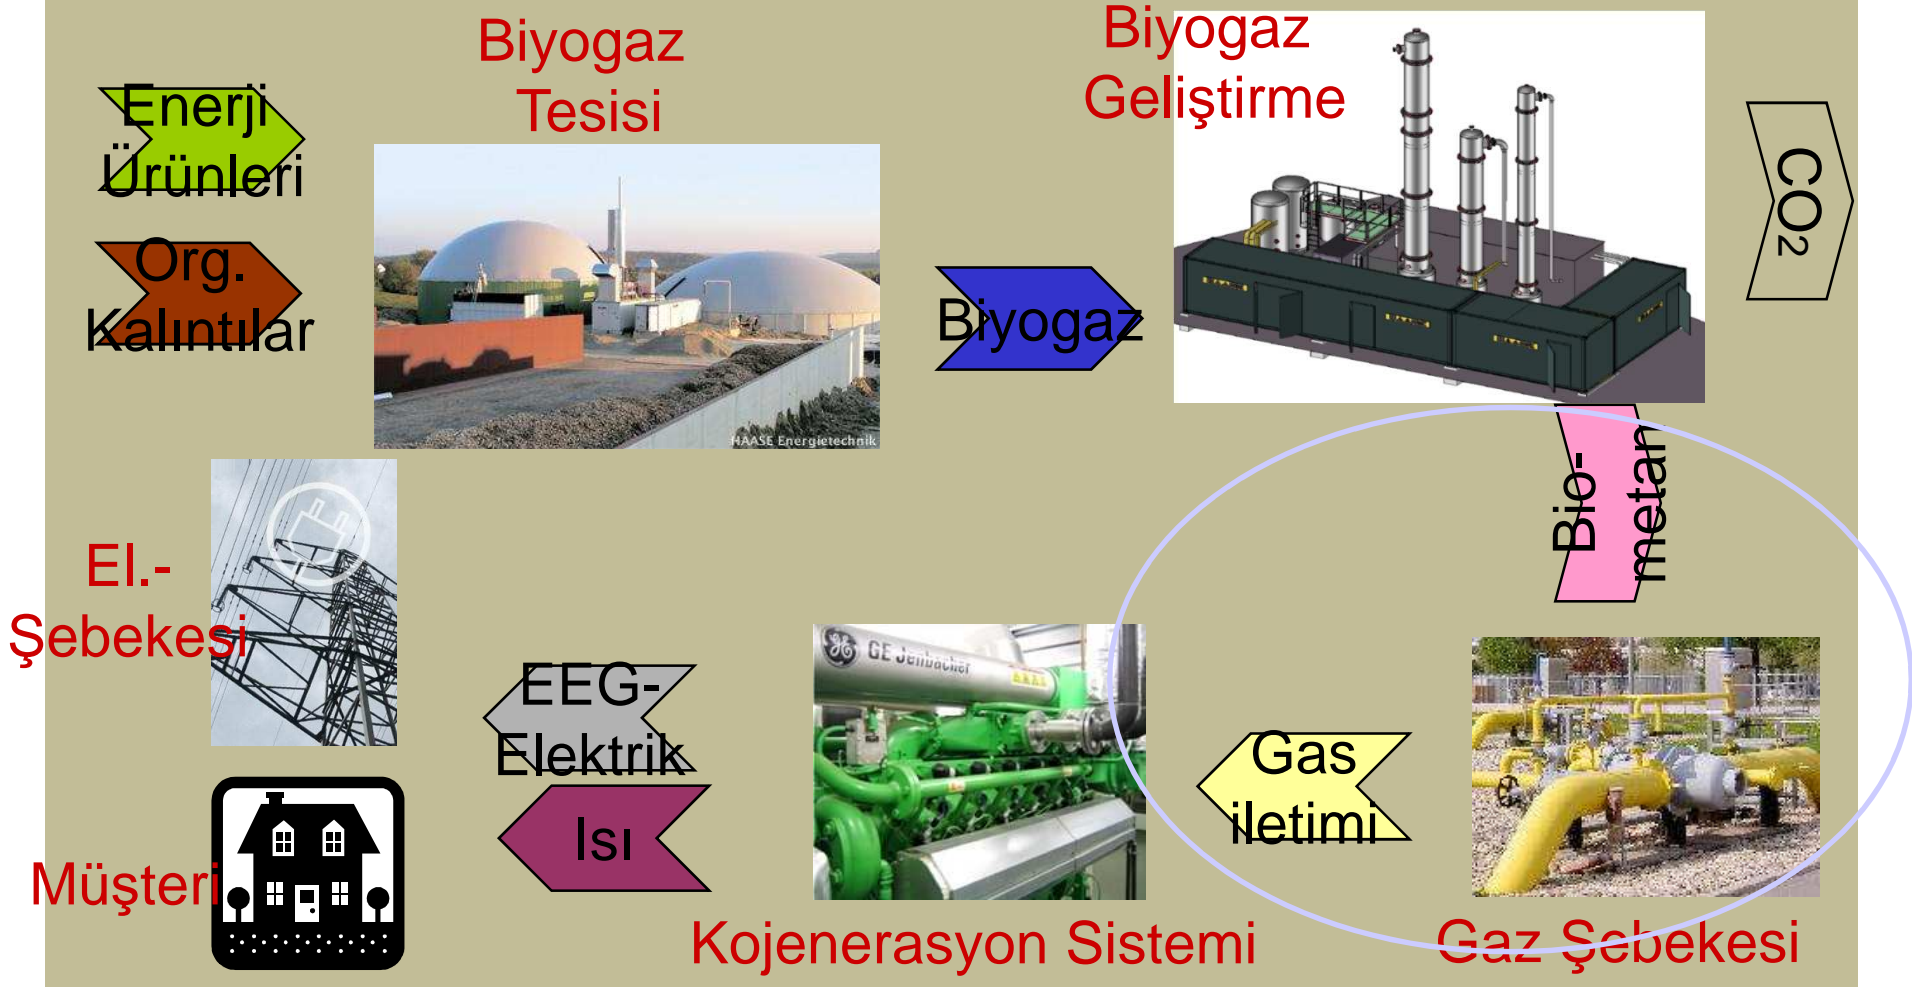 Biyogaz
Tesisi
Biyogaz
Geliştirme
Enerji
Ürünleri
Org.
Kalıntılar
Biyogaz
CO2
HAASE Energietechnik
Bio-
metan
El.-
Şebekesi
EEG-
Elektrik
GE Jenbacher
Gas
iletimi
Isı
Müşteri
Kojenerasyon Sistemi
Gaz Şebekesi